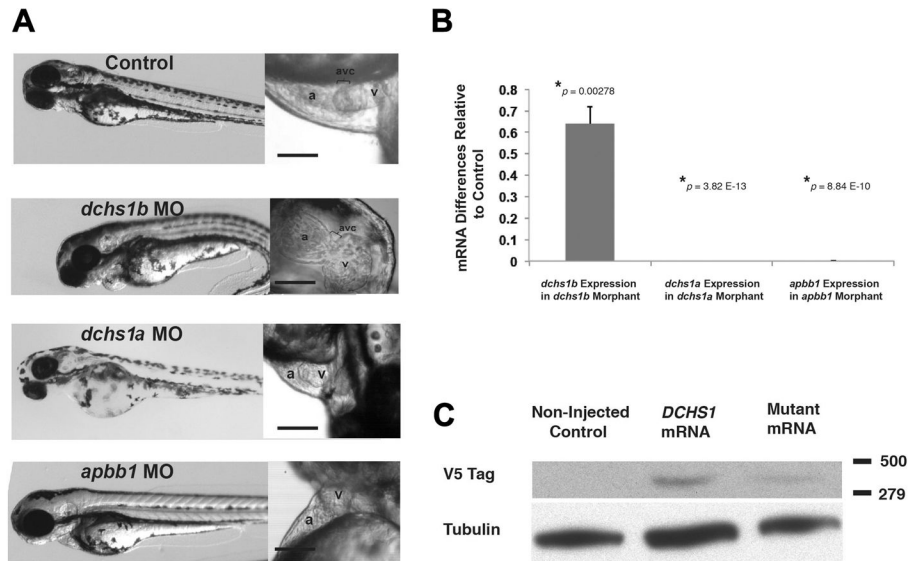 A
Control
avc
a
v
dchs1b MO
avc
a
v
dchs1a MO
a
v
apbb1 MO
v
a
B
mRNA Differences Relative
to Control
0.8
0.7
0.6
0.5
0.4
0.3
0.2
0.1
0
* p = 0.00278
* p = 3.82 E-13
* p = 8.84 E-10
dchs1b Expression
in dchs1b Morphant
dchs1a Expression
in dchs1a Morphant
apbb1 Expression
in apbb1 Morphant
C
Non-Injected
Control
DCHS1
mRNA
Mutant
mRNA
V5 Tag
500
279
Tubulin